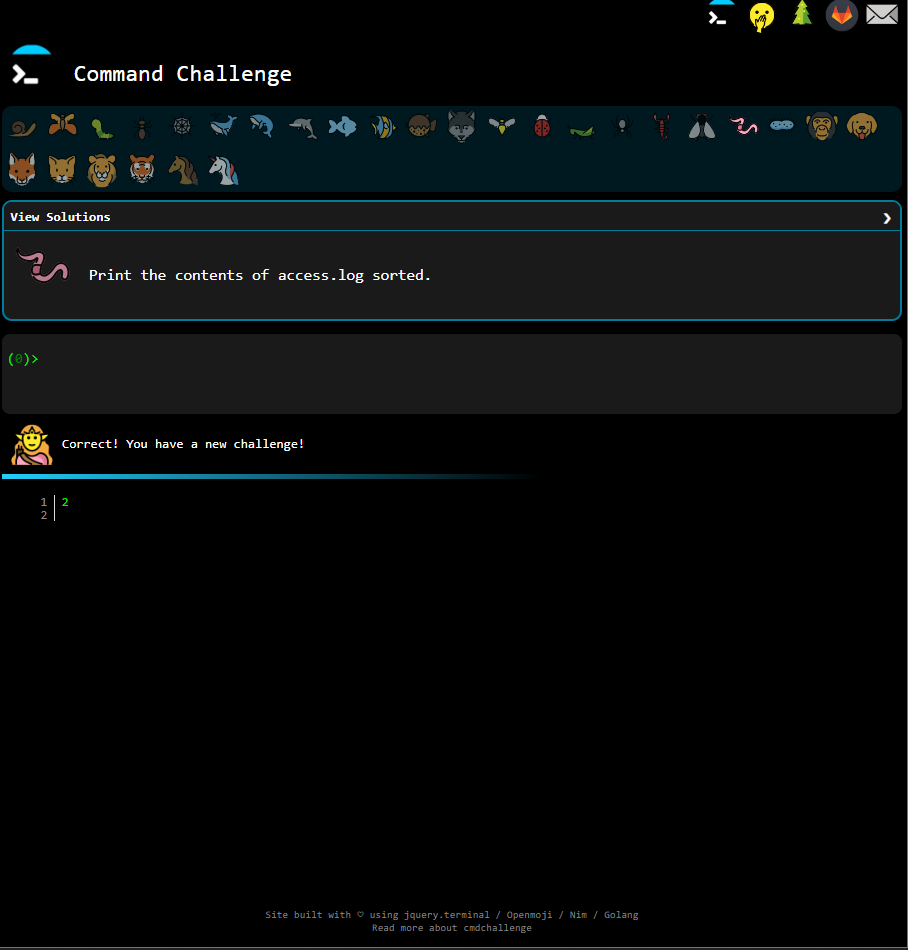 Command Challenge
View Solutions
Print the contents of access.log sorted.
(0)>
Correct! You have a new challenge!
1 2
2
Site built with ♡ using jquery.terminal / Openmoji / Nim / Golang
Read more about cmdchallenge